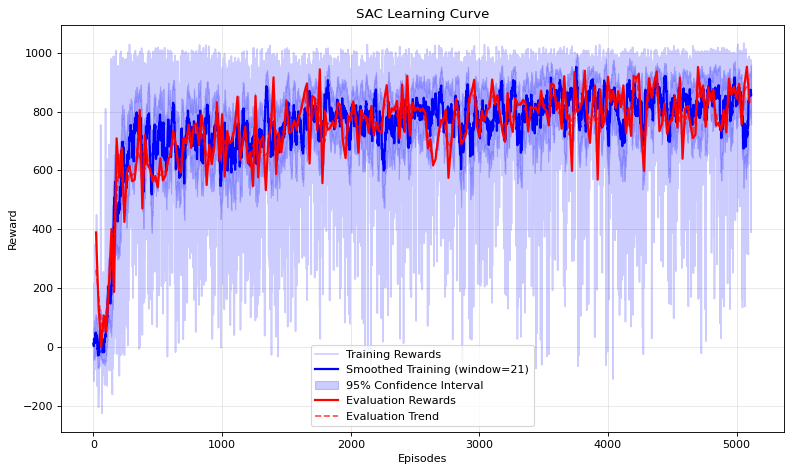 SAC Learning Curve
Reward
1000
800
600
400
200
0
−200
0
1000
2000
3000
4000
5000
Episodes
Training Rewards
Smoothed Training (window=21)
95% Confidence Interval
Evaluation Rewards
Evaluation Trend